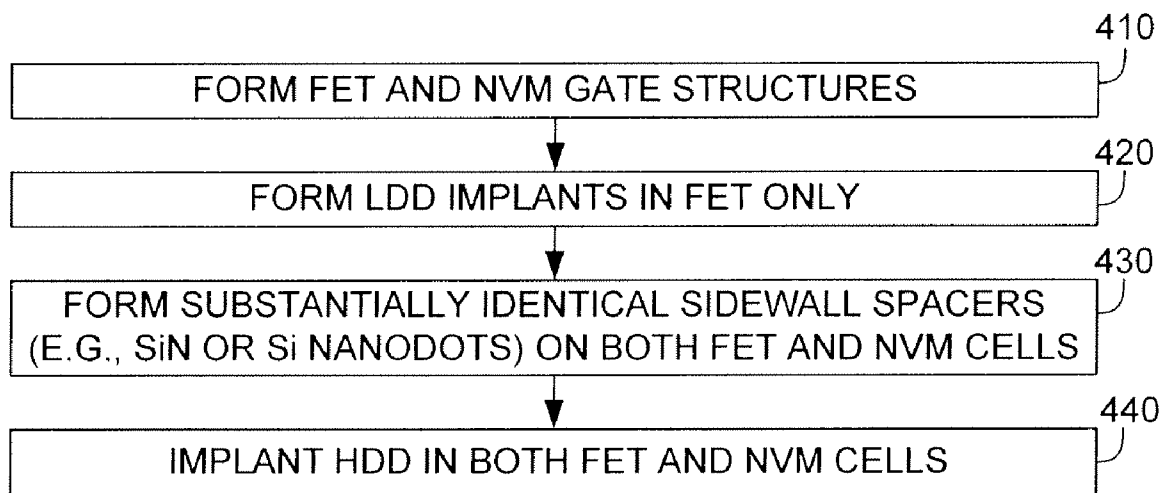 410
FORM FET AND NVM GATE STRUCTURES
420
FORM LDD IMPLANTS IN FET ONLY
430
FORM SUBSTANTIALLY IDENTICAL SIDEWALL SPACERS
(E.G., SiN OR Si NANODOTS) ON BOTH FET AND NVM CELLS
440
IMPLANT HDD IN BOTH FET AND NVM CELLS